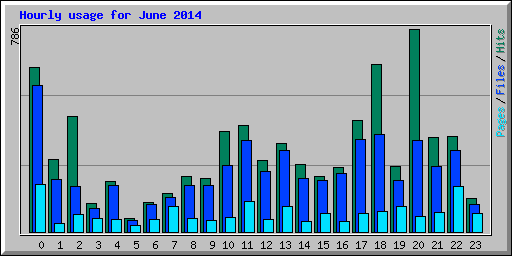 Hourly usage for June 2014
786
Pages/Files/Hits
0 1 2 3 4 5 6 7 8 9 10 11 12 13 14 15 16 17 18 19 20 21 22 23